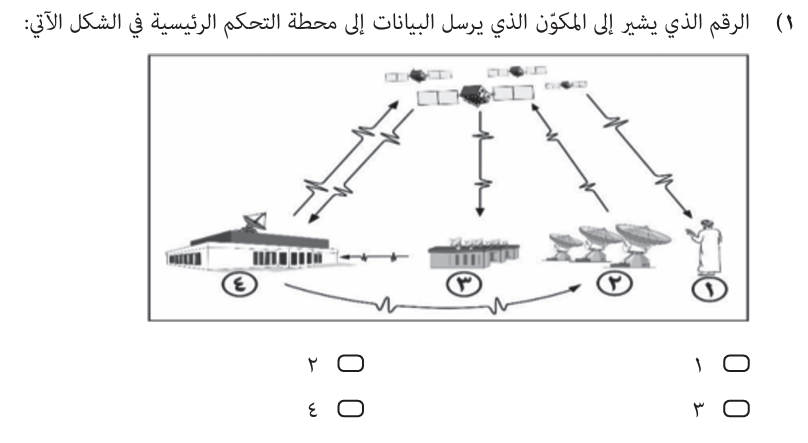 ١) الرقم الذي يشير إلى المكوّن الذي يرسل البيانات إلى محطة التحكم الرئيسية في الشكل الآتي:
٤ ٣ ٢ ١
١ ٢
٣ ٤